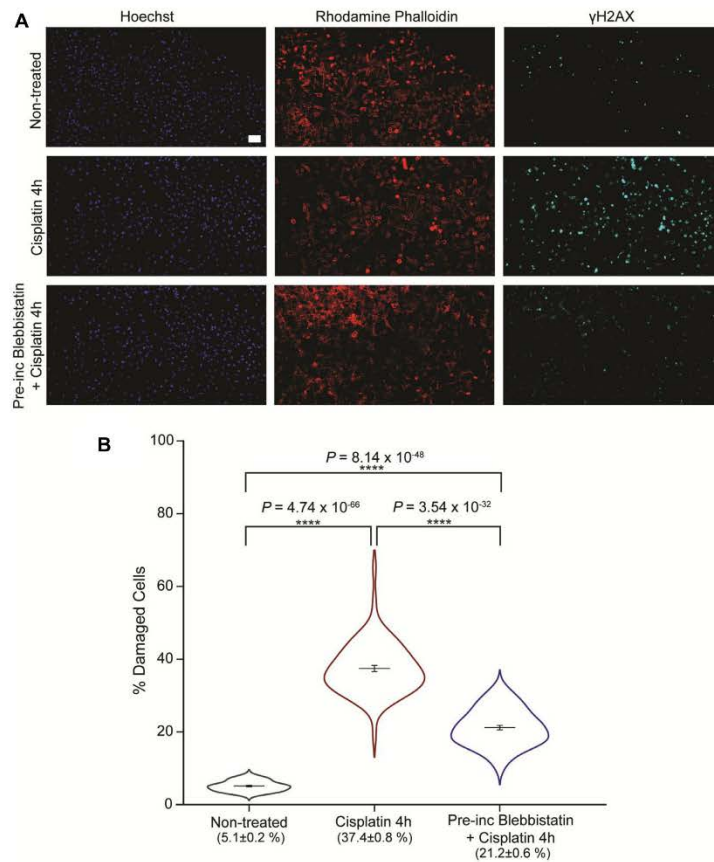 A
Hoechst
Rhodamine Phalloidin
γH2AX
Non-treated
Cisplatin 4h
Pre-inc Blebbistatin
+ Cisplatin 4h
B
100
80
60
40
20
0
% Damaged Cells
P = 8.14 x 10⁻⁴⁸
****
P = 4.74 x 10⁻⁶⁶
****
P = 3.54 x 10⁻³²
****
Non-treated
(5.1±0.2 %)
Cisplatin 4h
(37.4±0.8 %)
Pre-inc Blebbistatin
+ Cisplatin 4h
(21.2±0.6 %)